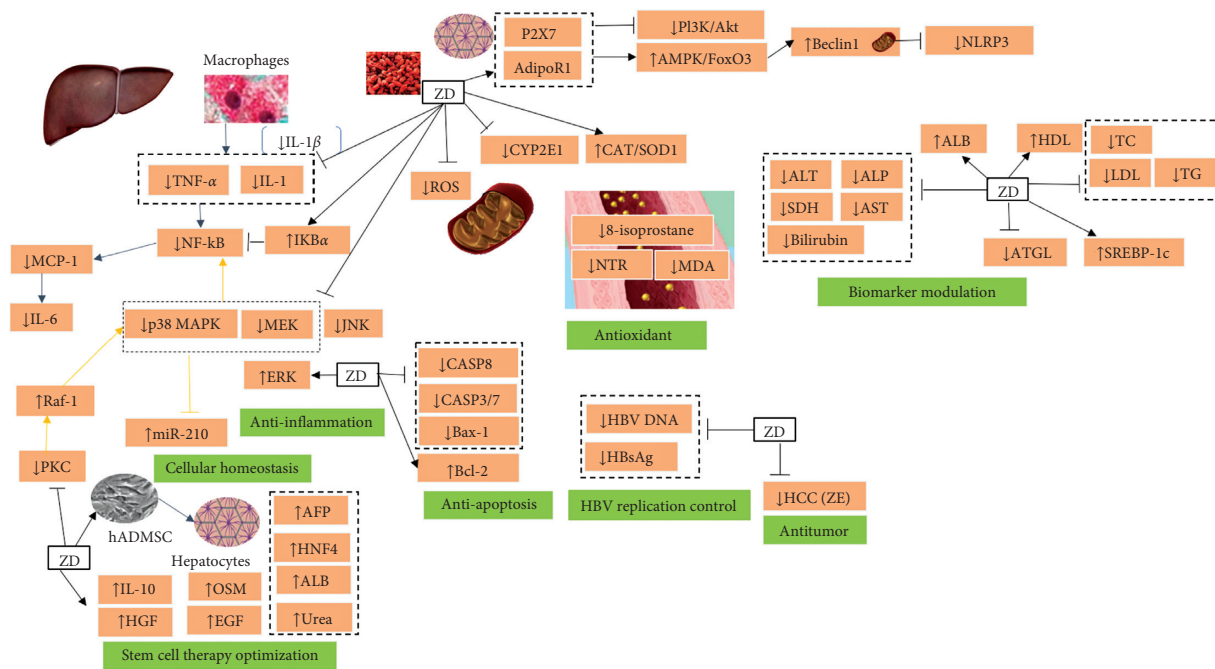 P2X7
AdipoR1
↓Pl3K/Akt
↑AMPK/FoxO3
↑Beclin1
↓NLRP3
Macrophages
ZD
↓IL-1β
↓TNF-α
↓IL-1
↓CYP2E1
↑CAT/SOD1
↓ROS
↓NF-kB
↑IKBα
↓MCP-1
↓IL-6
↓p38 MAPK
↓MEK
↓JNK
↓8-isoprostane
↓NTR
↓MDA
Antioxidant
↑ALB
↑HDL
↓TC
↓LDL
↓TG
↓ALT
↓ALP
↓SDH
↓AST
↓Bilirubin
ZD
↓ATGL
↑SREBP-1c
Biomarker modulation
↑Raf-1
↑miR-210
↓PKC
Cellular homeostasis
↑ERK
ZD
Anti-inflammation
↓CASP8
↓CASP3/7
↓Bax-1
↑Bcl-2
Anti-apoptosis
↓HBV DNA
↓HBsAg
HBV replication control
ZD
↓HCC (ZE)
Antitumor
hADMSC
Hepatocytes
ZD
↑IL-10
↑HGF
↑OSM
↑EGF
↑AFP
↑HNF4
↑ALB
↑Urea
Stem cell therapy optimization